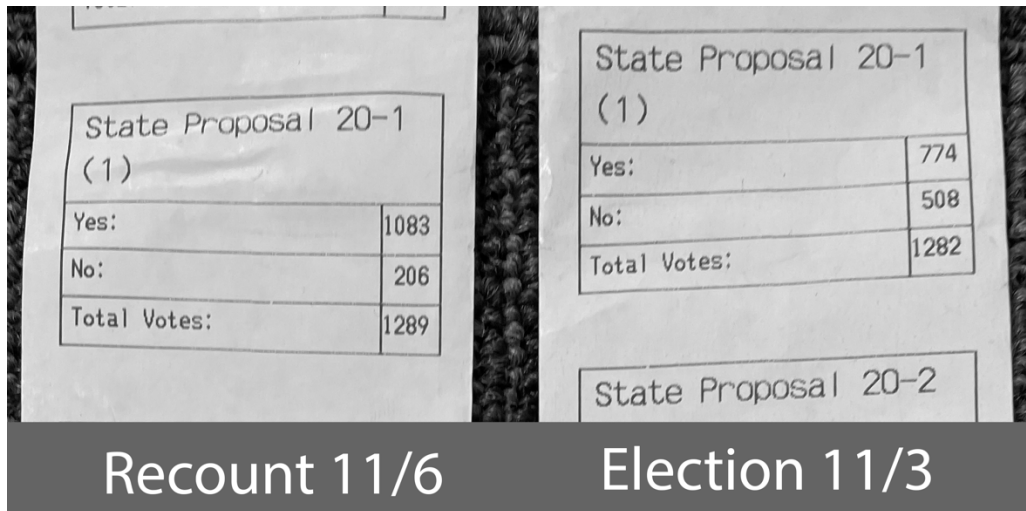 State Proposal 20-1
(1)
Yes: 1083
No: 206
Total Votes: 1289
Recount 11/6
State Proposal 20-1
(1)
Yes: 774
No: 508
Total Votes: 1282
State Proposal 20-2
Election 11/3